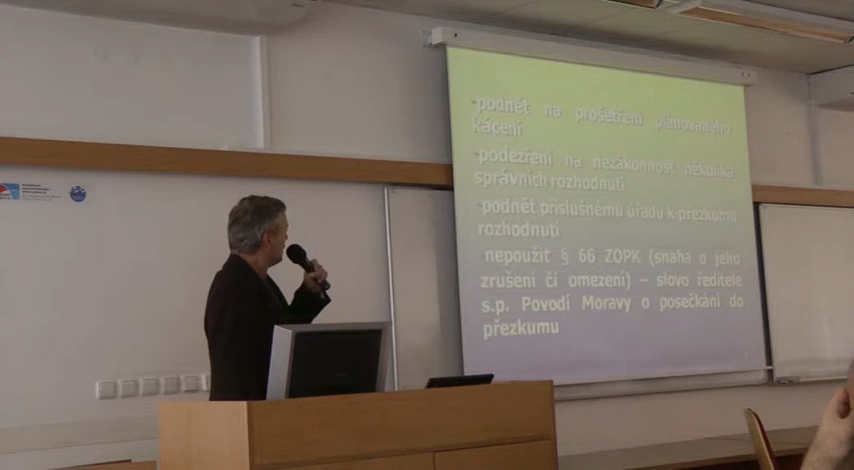 -podnět na prošetření plánovaného
kácení
-podezření na nezákonnost několika
správních rozhodnutí
-podnět příslušnému úřadu k přezkumu
rozhodnutí
nepoužit § 66 ZOPK (snaha o jeho
zrušení čí omezení) – slovo ředitele
s.p. Povodí Moravy o posečkání do
přezkumu